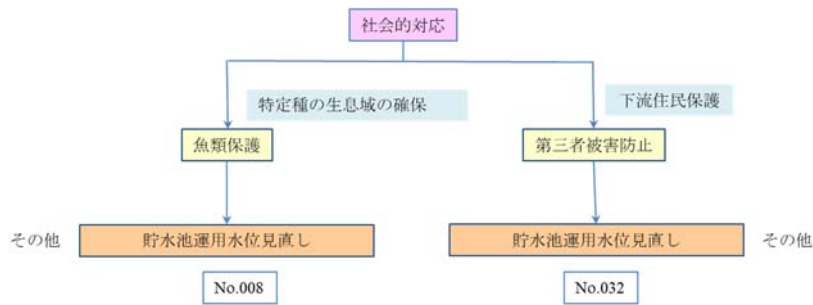 社会的対応
特定種の生息域の確保
下流住民保護
魚類保護
第三者被害防止
その他
貯水池運用水位見直し
貯水池運用水位見直し
その他
No.008
No.032